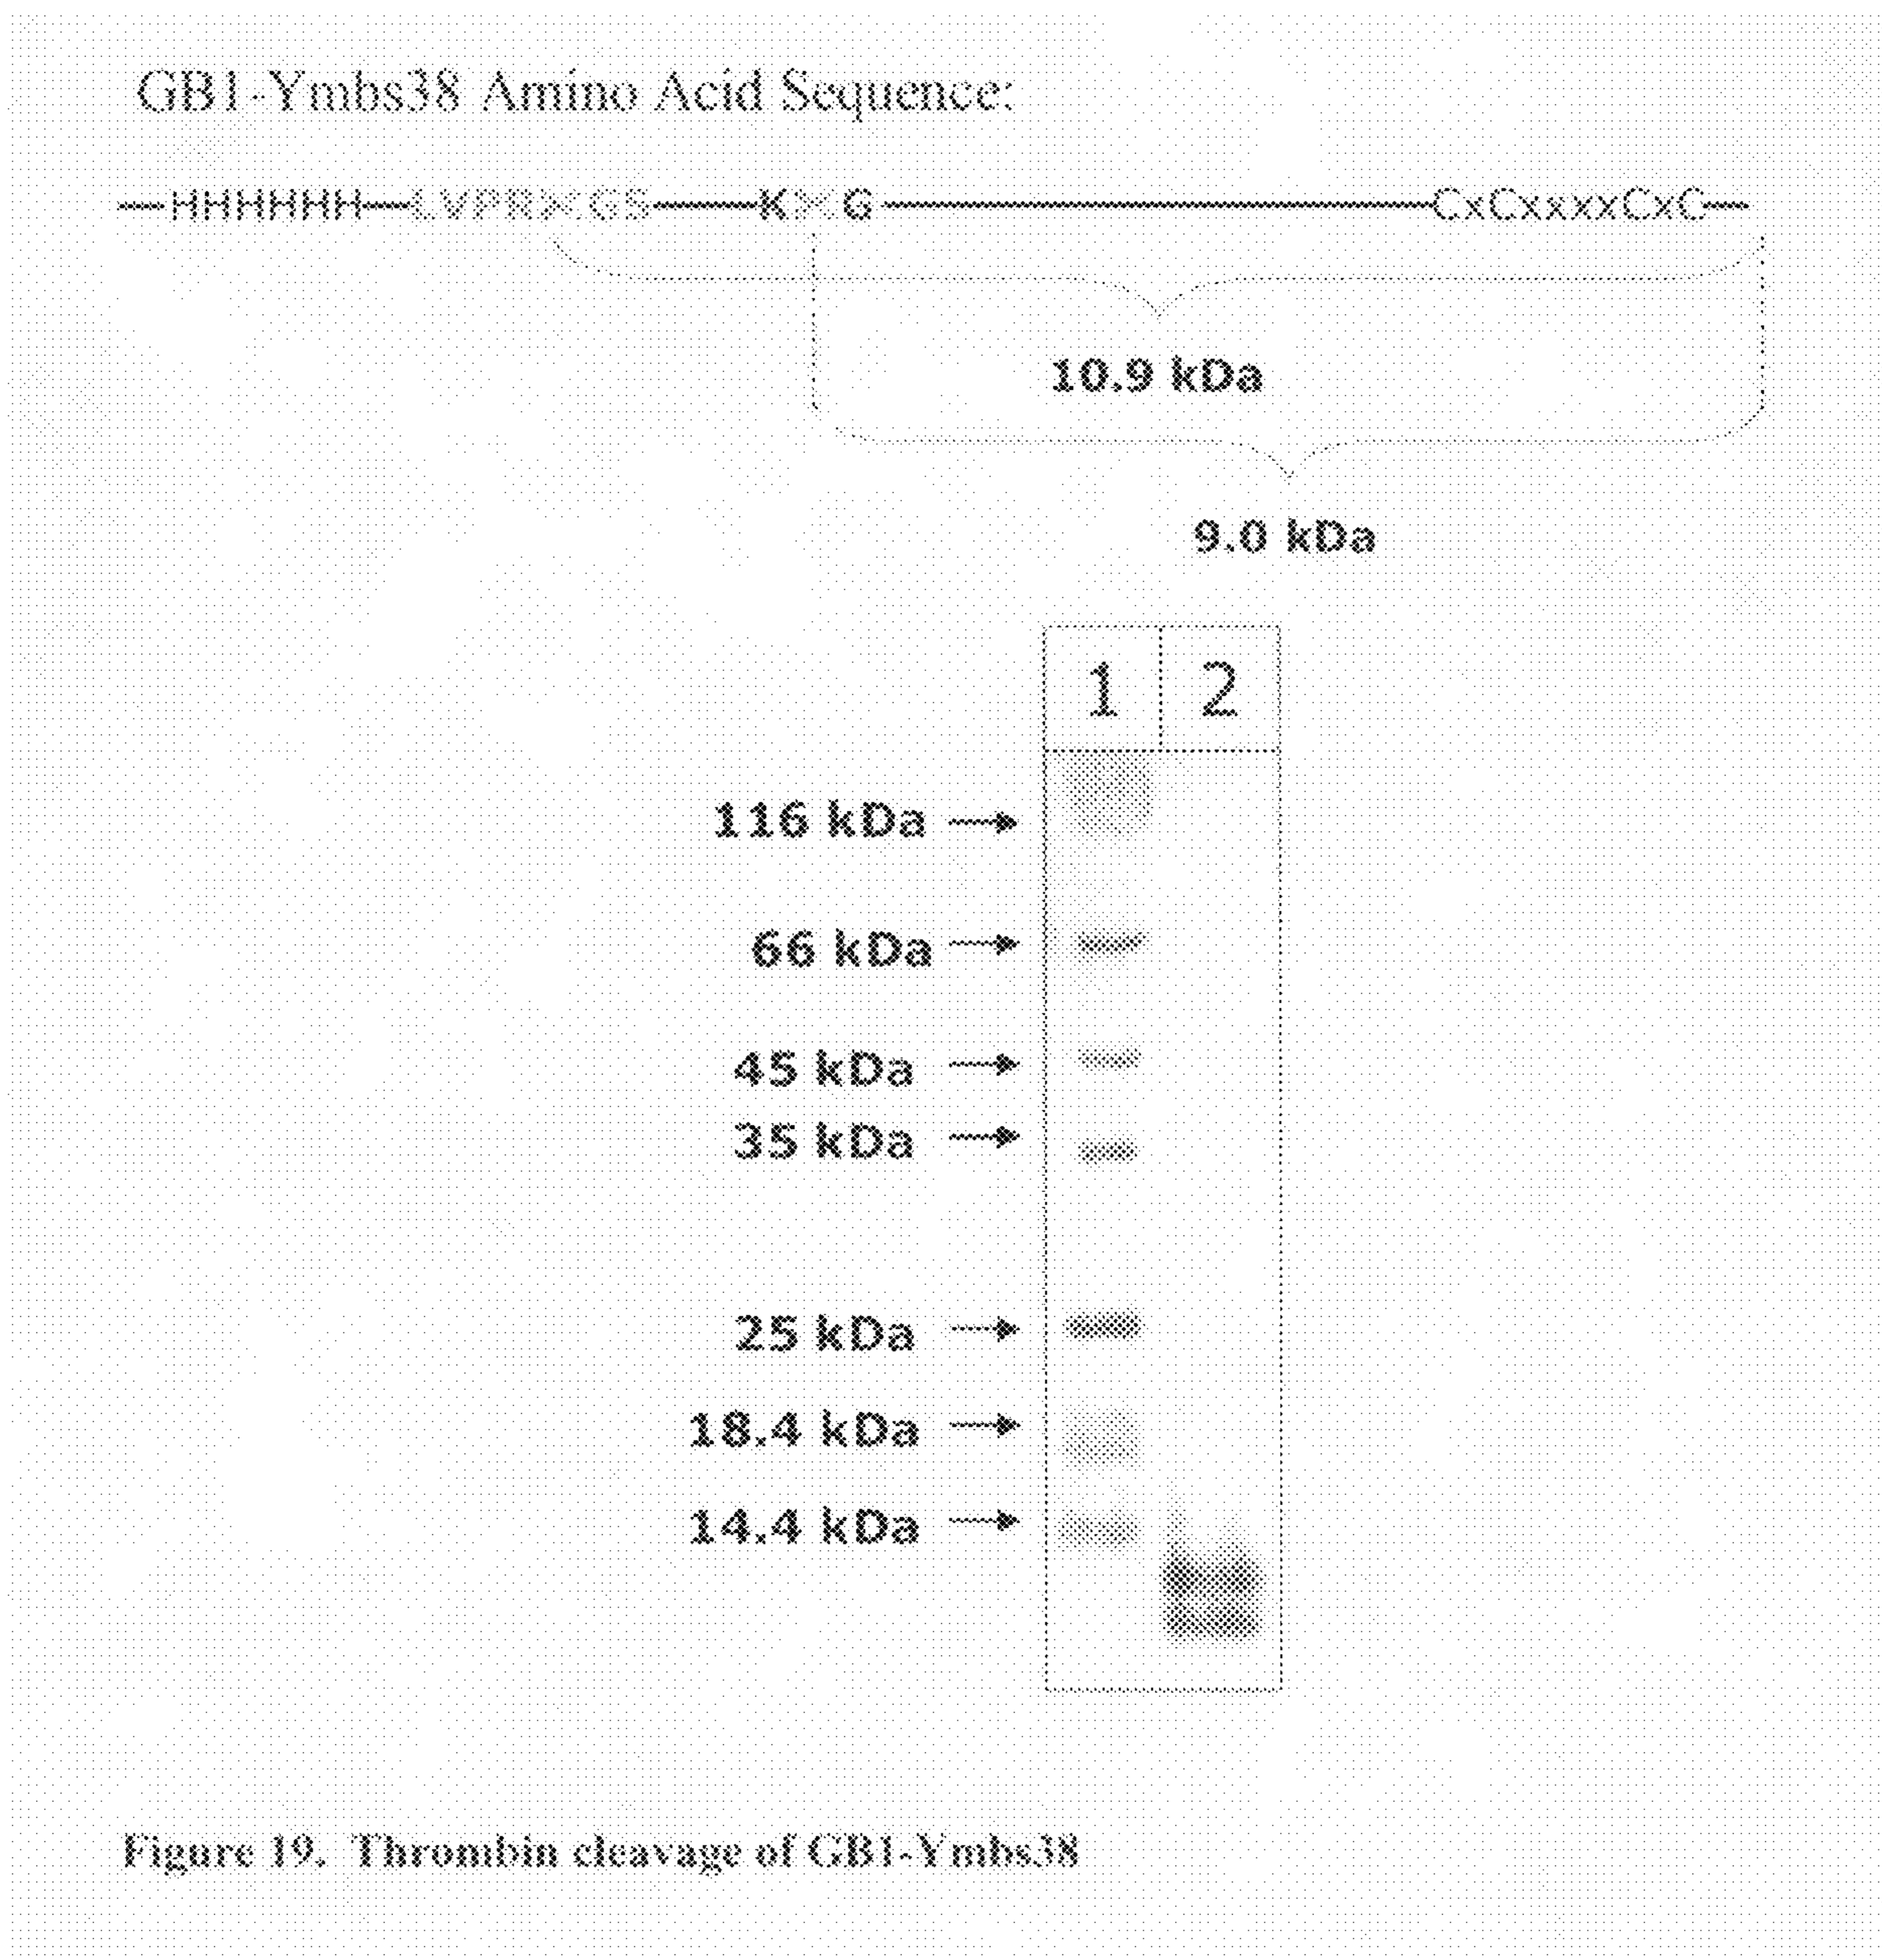 GB1-Ymbs38 Amino Acid Sequence:
HHHHHH LVPR GS K G CxCxxxxCxC
10.9 kDa
9.0 kDa
1 2
116 kDa
66 kDa
45 kDa
35 kDa
25 kDa
18.4 kDa
14.4 kDa
Figure 19. Thrombin cleavage of GB1-Ymbs38